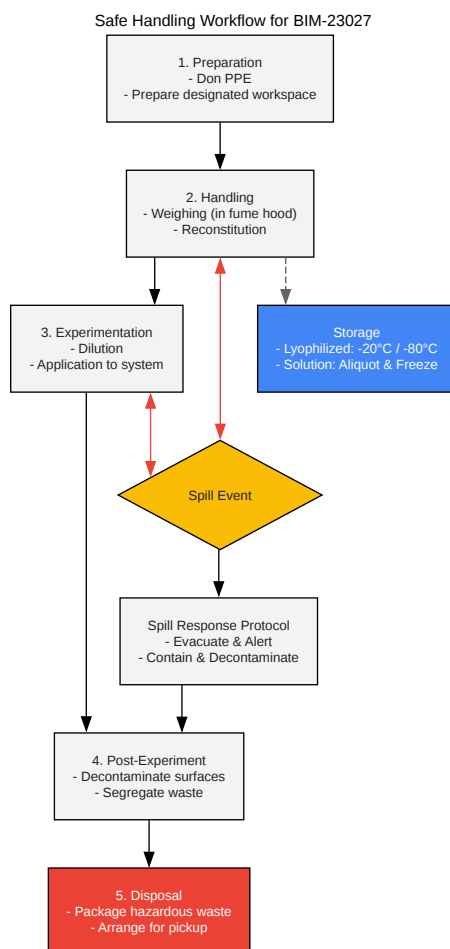 Safe Handling Workflow for BIM-23027
1. Preparation
- Don PPE
- Prepare designated workspace
2. Handling
- Weighing (in fume hood)
- Reconstitution
3. Experimentation
- Dilution
- Application to system
Storage
- Lyophilized: -20°C / -80°C
- Solution: Aliquot & Freeze
Spill Event
Spill Response Protocol
- Evacuate & Alert
- Contain & Decontaminate
4. Post-Experiment
- Decontaminate surfaces
- Segregate waste
5. Disposal
- Package hazardous waste
- Arrange for pickup